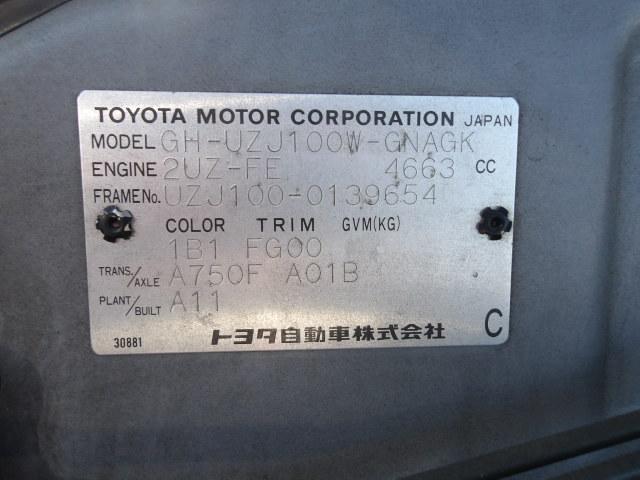 TOYOTA MOTOR CORPORATION JAPAN
MODEL GH-UZJ100W-GNAGK
ENGINE 2UZ-FE 4663 CC
FRAME No. UZJ100-0139654
COLOR TRIM GVM(KG)
1B1 FG00
TRANS./AXLE A750F A01B
PLANT/BUILT A11
30881 トヨタ自動車株式会社 C